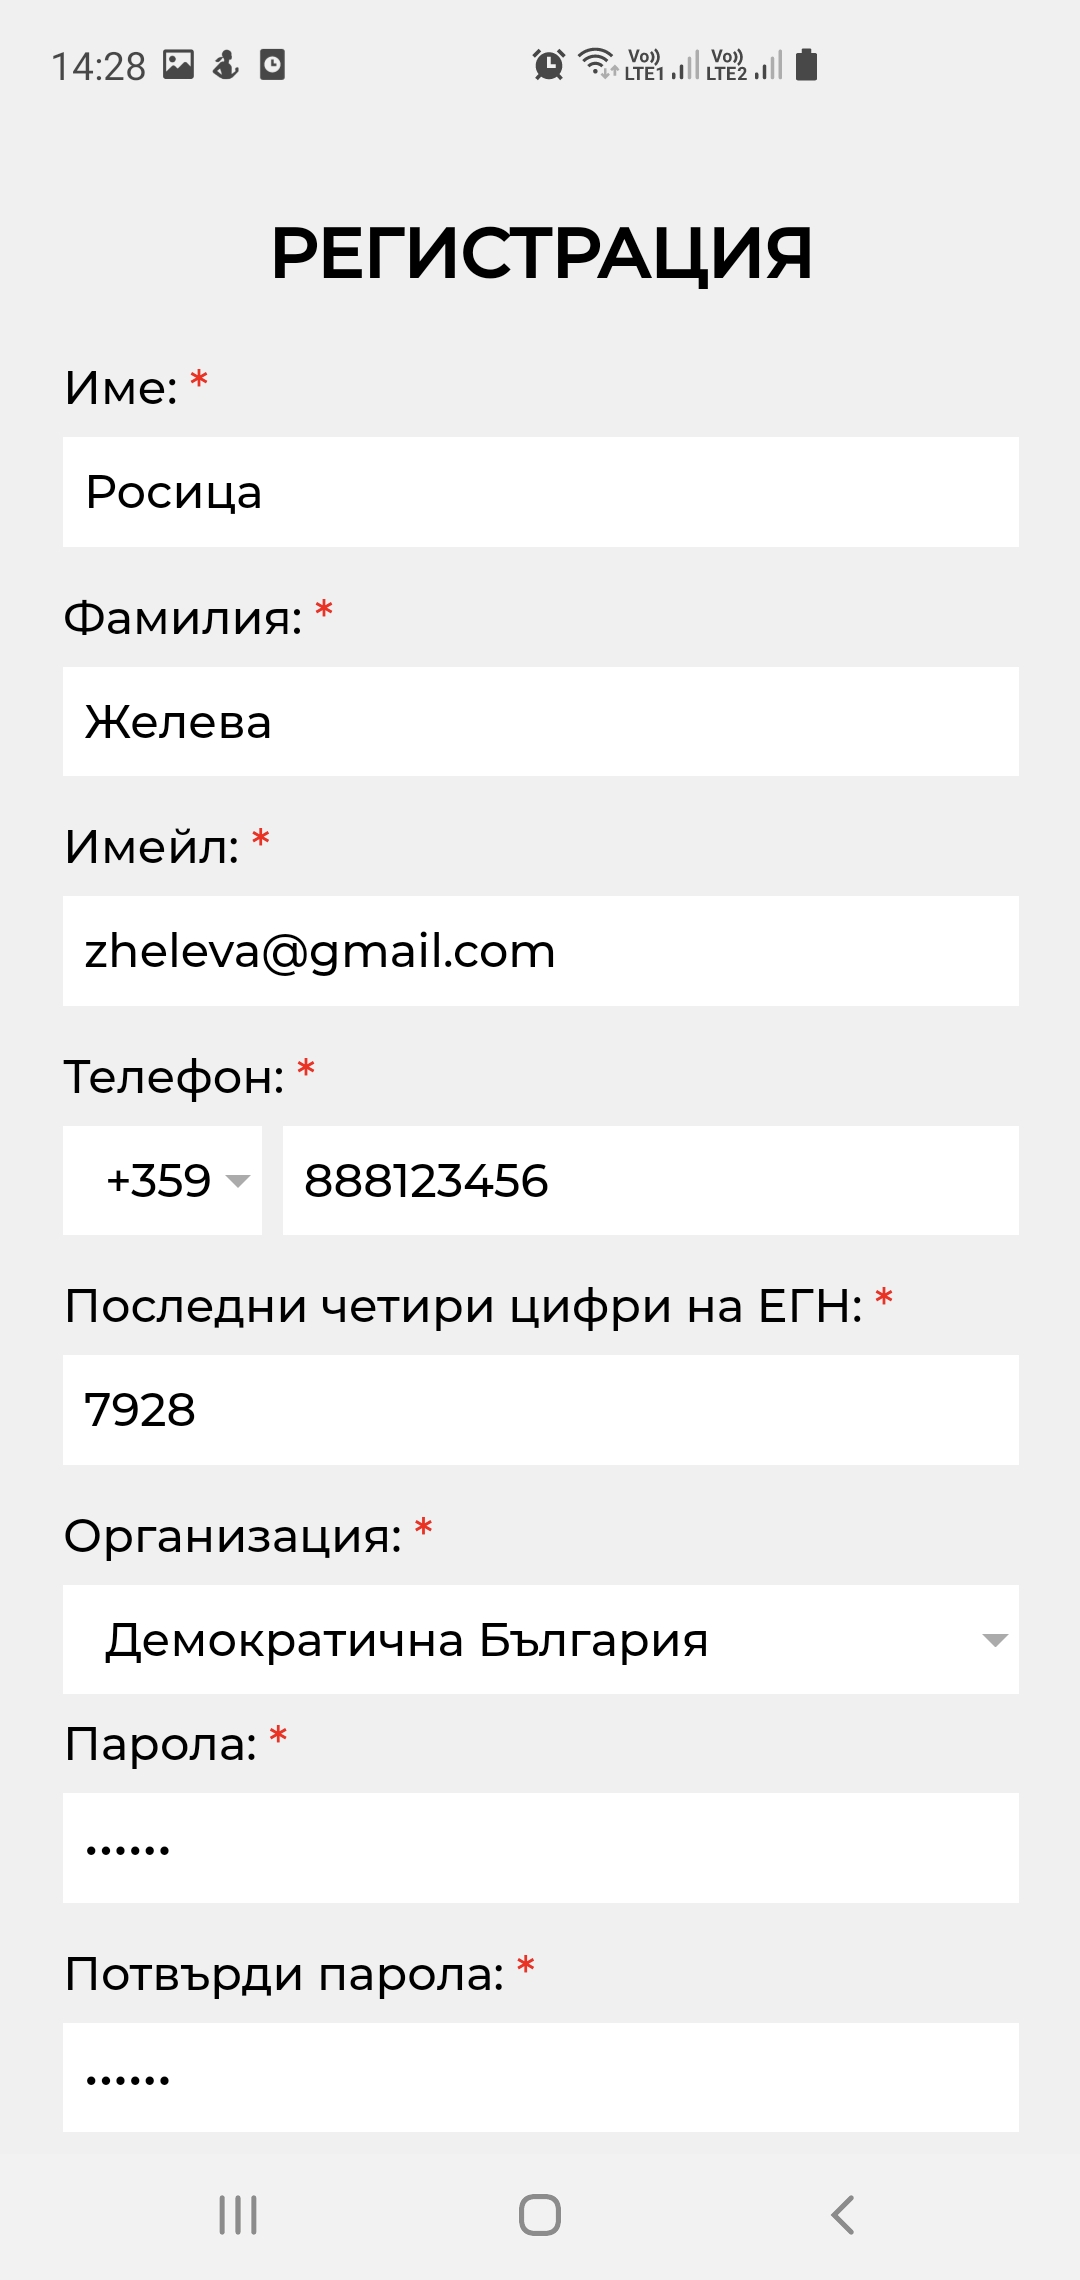 14:28 Vo)) LTE1 Vo)) LTE2
РЕГИСТРАЦИЯ
Име: *
Росица
Фамилия: *
Желева
Имейл: *
zheleva@gmail.com
Телефон: *
+359 888123456
Последни четири цифри на ЕГН: *
7928
Организация: *
Демократична България
Парола: *
••••••
Потвърди парола: *
••••••